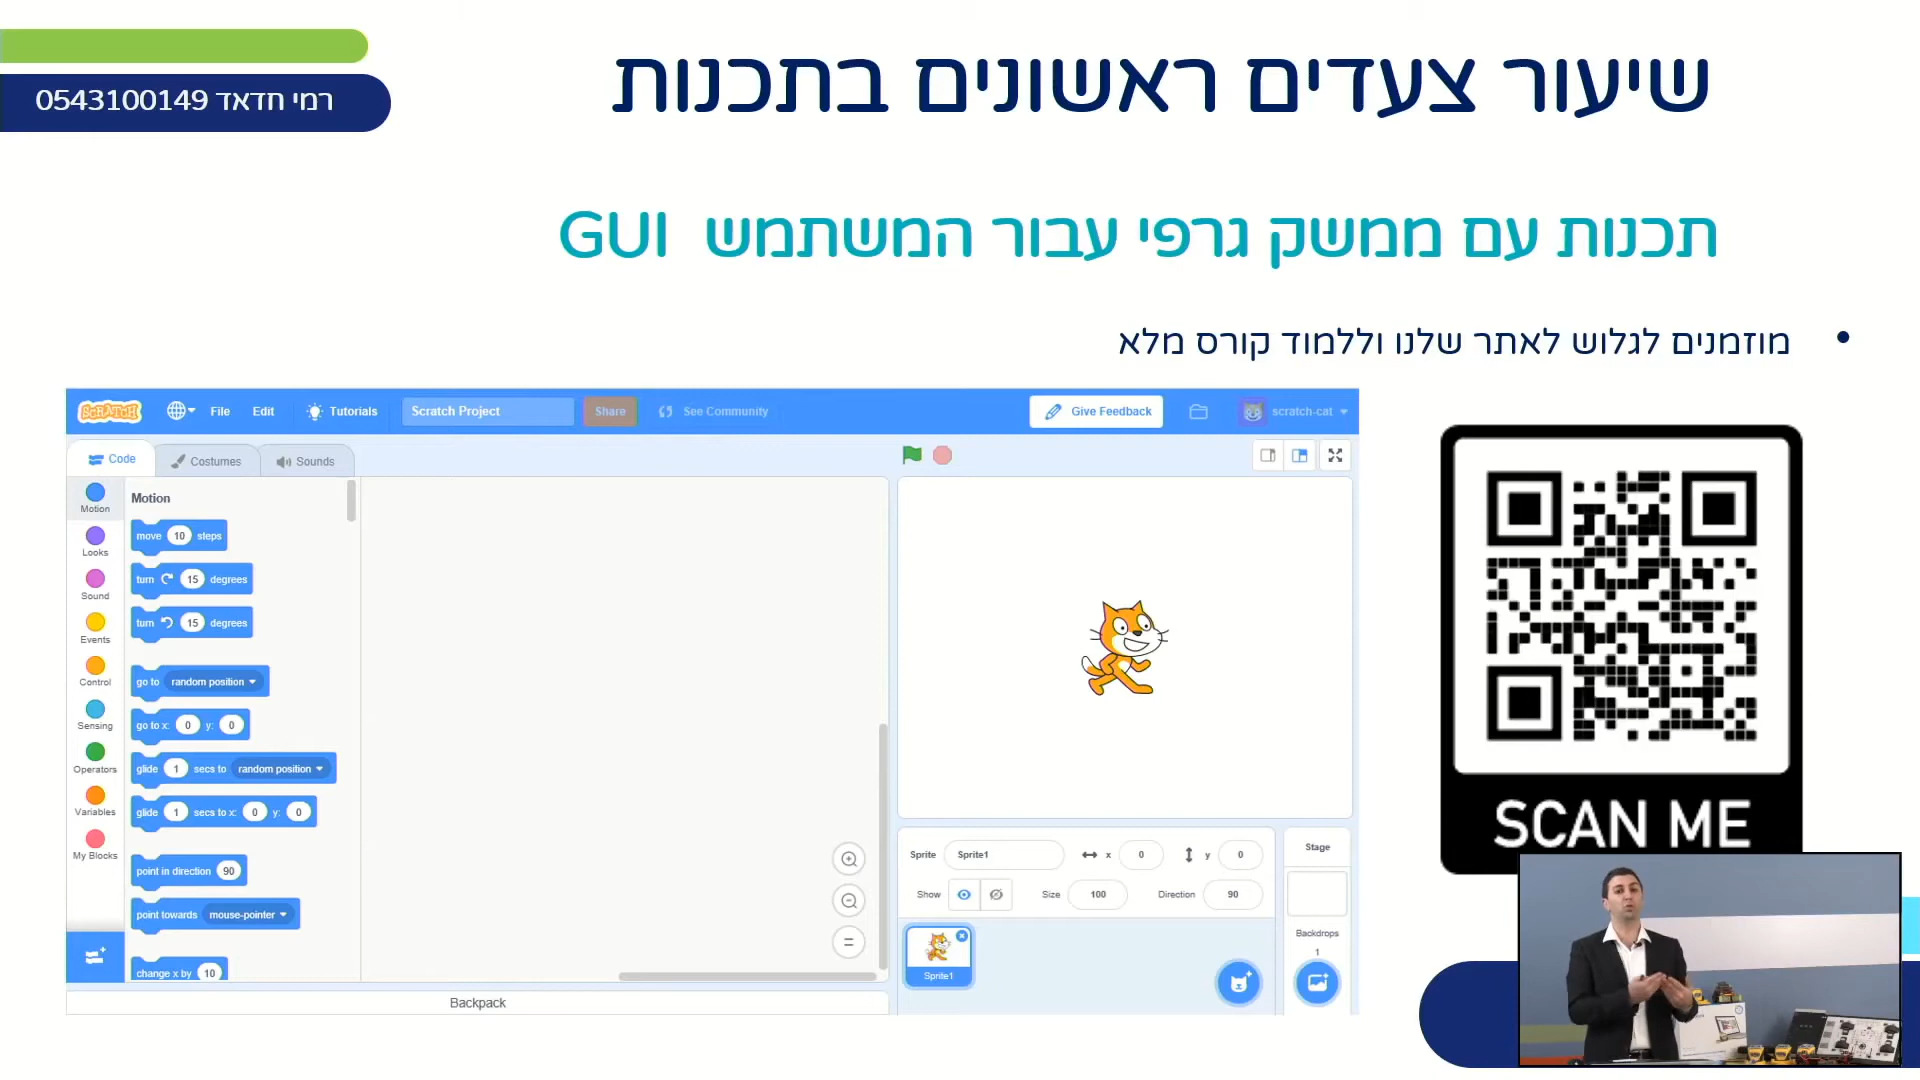 שיעור צעדים ראשונים בתכנות
רמי חדאד 0543100149
תכנות עם ממשק גרפי עבור המשתמש GUI
• מוזמנים לגלוש לאתר שלנו וללמוד קורס מלא
SCRATCH File Edit Tutorials Scratch Project Share See Community Give Feedback scratch-cat
Code Costumes Sounds
Motion
Looks
Sound
Events
Control
Sensing
Operators
Variables
My Blocks
Motion
move 10 steps
turn 15 degrees
turn 15 degrees
go to random position
go to x: 0 y: 0
glide 1 secs to random position
glide 1 secs to x: 0 y: 0
point in direction 90
point towards mouse-pointer
change x by 10
Backpack
Sprite Sprite1 x 0 y 0
Show Size 100 Direction 90
Sprite1
Stage
Backdrops
1
SCAN ME